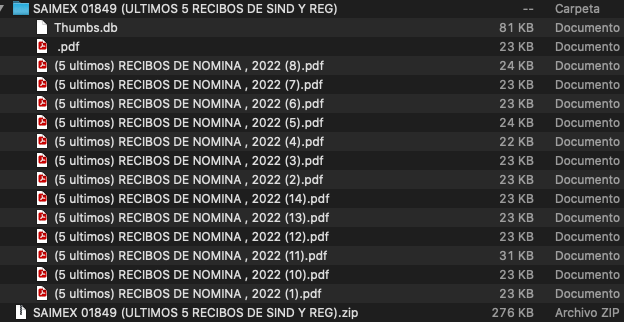 SAIMEX 01849 (ULTIMOS 5 RECIBOS DE SIND Y REG) -- Carpeta
Thumbs.db 81 KB Documento
.pdf 23 KB Documento
(5 ultimos) RECIBOS DE NOMINA , 2022 (8).pdf 24 KB Documento
(5 ultimos) RECIBOS DE NOMINA , 2022 (7).pdf 23 KB Documento
(5 ultimos) RECIBOS DE NOMINA , 2022 (6).pdf 23 KB Documento
(5 ultimos) RECIBOS DE NOMINA , 2022 (5).pdf 24 KB Documento
(5 ultimos) RECIBOS DE NOMINA , 2022 (4).pdf 22 KB Documento
(5 ultimos) RECIBOS DE NOMINA , 2022 (3).pdf 23 KB Documento
(5 ultimos) RECIBOS DE NOMINA , 2022 (2).pdf 23 KB Documento
(5 ultimos) RECIBOS DE NOMINA , 2022 (14).pdf 23 KB Documento
(5 ultimos) RECIBOS DE NOMINA , 2022 (13).pdf 23 KB Documento
(5 ultimos) RECIBOS DE NOMINA , 2022 (12).pdf 23 KB Documento
(5 ultimos) RECIBOS DE NOMINA , 2022 (11).pdf 31 KB Documento
(5 ultimos) RECIBOS DE NOMINA , 2022 (10).pdf 23 KB Documento
(5 ultimos) RECIBOS DE NOMINA , 2022 (1).pdf 23 KB Documento
SAIMEX 01849 (ULTIMOS 5 RECIBOS DE SIND Y REG).zip 276 KB Archivo ZIP